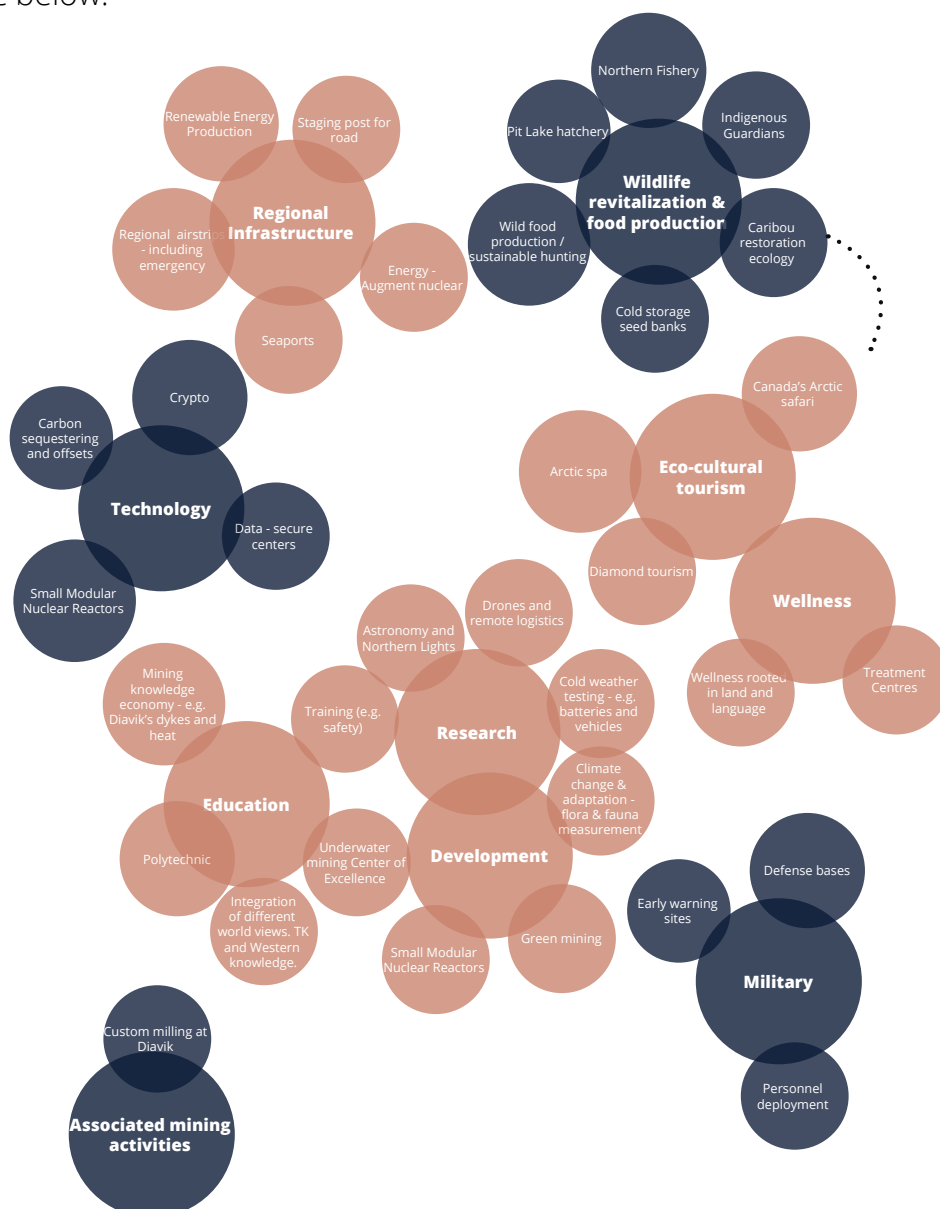 below.
Northern Fishery
Renewable Energy
Production
Staging post for
road
Pit Lake hatchery
Indigenous
Guardians
Wildlife
revitalization &
food production
Regional
Infrastructure
Regional airstrips
- including
emergency
Wild food
production /
sustainable hunting
Caribou
restoration
ecology
Energy -
Augment nuclear
Cold storage
seed banks
Seaports
Crypto
Canada's Arctic
safari
Carbon
sequestering
and offsets
Arctic spa
Eco-cultural
tourism
Technology
Data - secure
centers
Diamond tourism
Small Modular
Nuclear Reactors
Wellness
Drones and
remote logistics
Astronomy and
Northern Lights
Mining
knowledge
economy - e.g.
Diavik's dykes and
heat
Training (e.g.
safety)
Cold weather
testing - e.g.
batteries and
vehicles
Wellness rooted
in land and
language
Treatment
Centres
Research
Climate
change &
adaptation -
flora & fauna
measurement
Education
Development
Polytechnic
Underwater
mining Center of
Excellence
Defense bases
Early warning
sites
Integration
of different
world views. TK
and Western
knowledge.
Small Modular
Nuclear Reactors
Green mining
Military
Custom milling at
Diavik
Personnel
deployment
Associated mining
activities